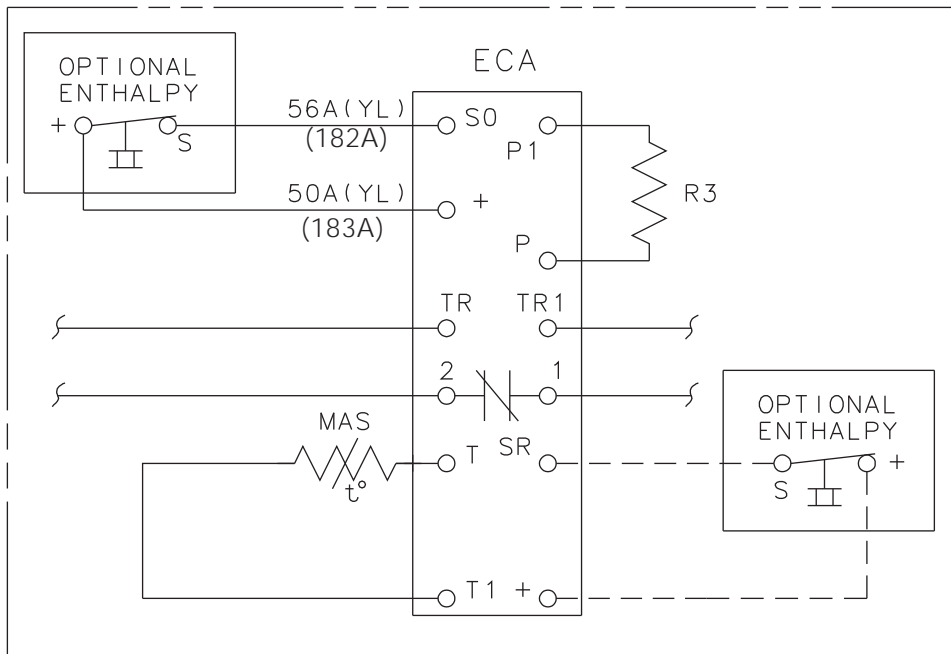 ECA
OPTIONAL
ENTHALPY
+
S
56A(YL)
(182A)
50A(YL)
(183A)
S0
P1
+
P
R3
TR
TR1
2
1
MAS
t°
T
SR
T1
+
OPTIONAL
ENTHALPY
S
+